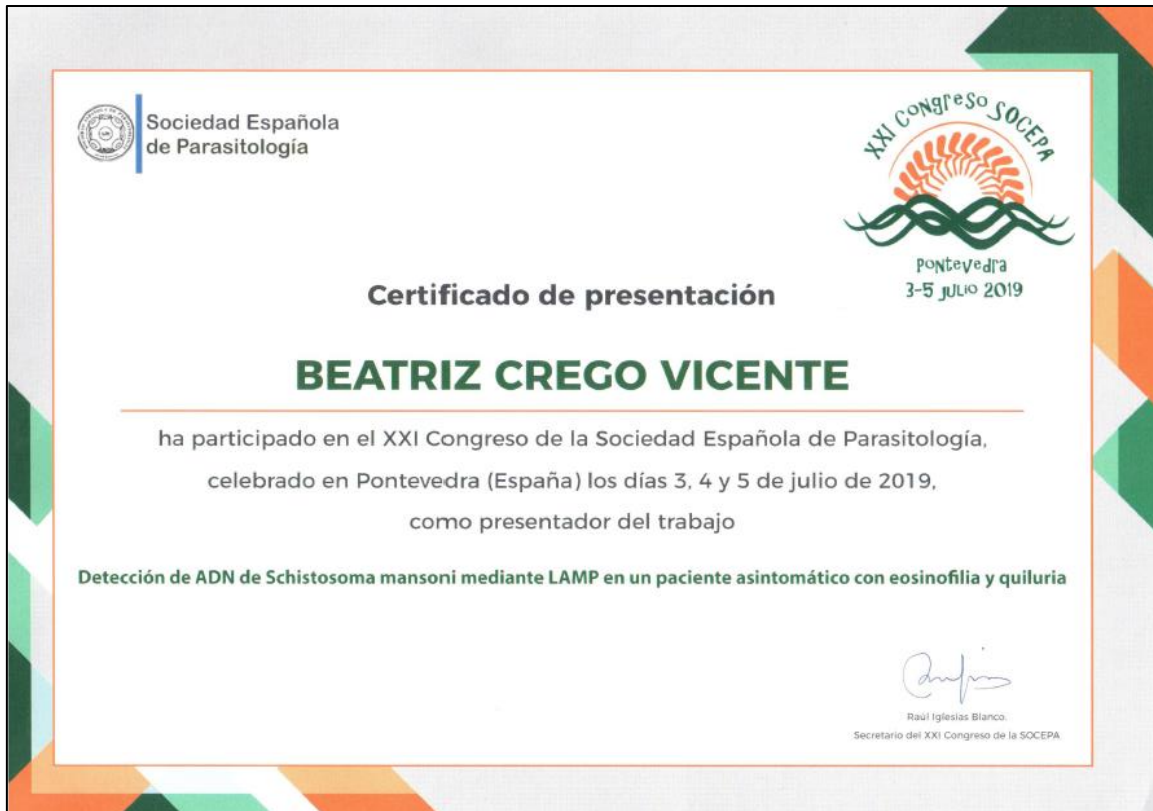 Sociedad Española
de Parasitología
XXI CONgreso SOCEPA
PONtevedra
3-5 JULIO 2019
Certificado de presentación
BEATRIZ CREGO VICENTE
ha participado en el XXI Congreso de la Sociedad Española de Parasitología,
celebrado en Pontevedra (España) los días 3, 4 y 5 de julio de 2019,
como presentador del trabajo
Detección de ADN de Schistosoma mansoni mediante LAMP en un paciente asintomático con eosinofilia y quiluria
Raúl Iglesias Blanco.
Secretario del XXI Congreso de la SOCEPA